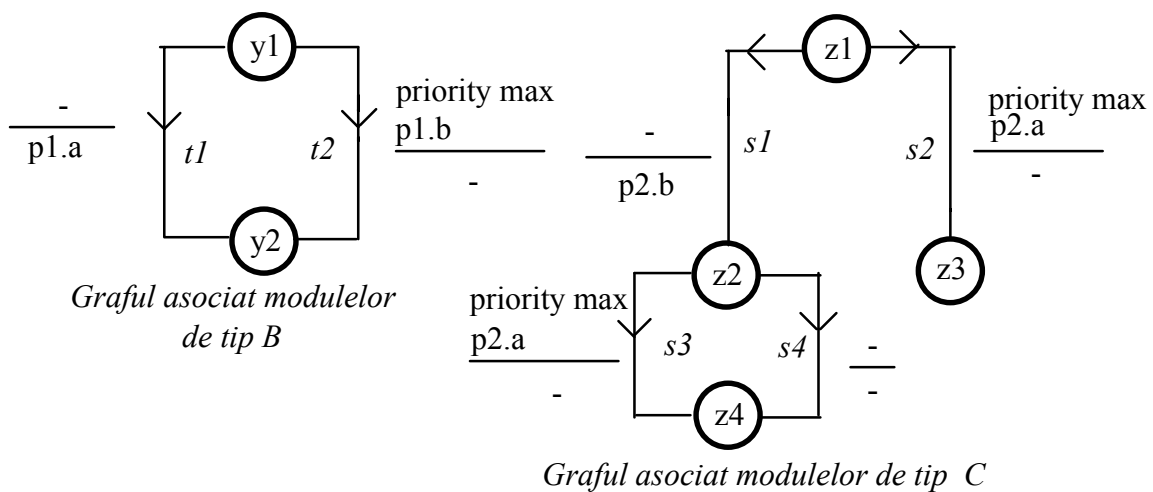 y1
z1
-
p1.a
t1
t2
priority max
p1.b
-
-
p2.b
s1
s2
priority max
p2.a
-
y2
z2
z3
Graful asociat modulelor
de tip B
priority max
p2.a
-
s3
s4
-
-
z4
Graful asociat modulelor de tip C